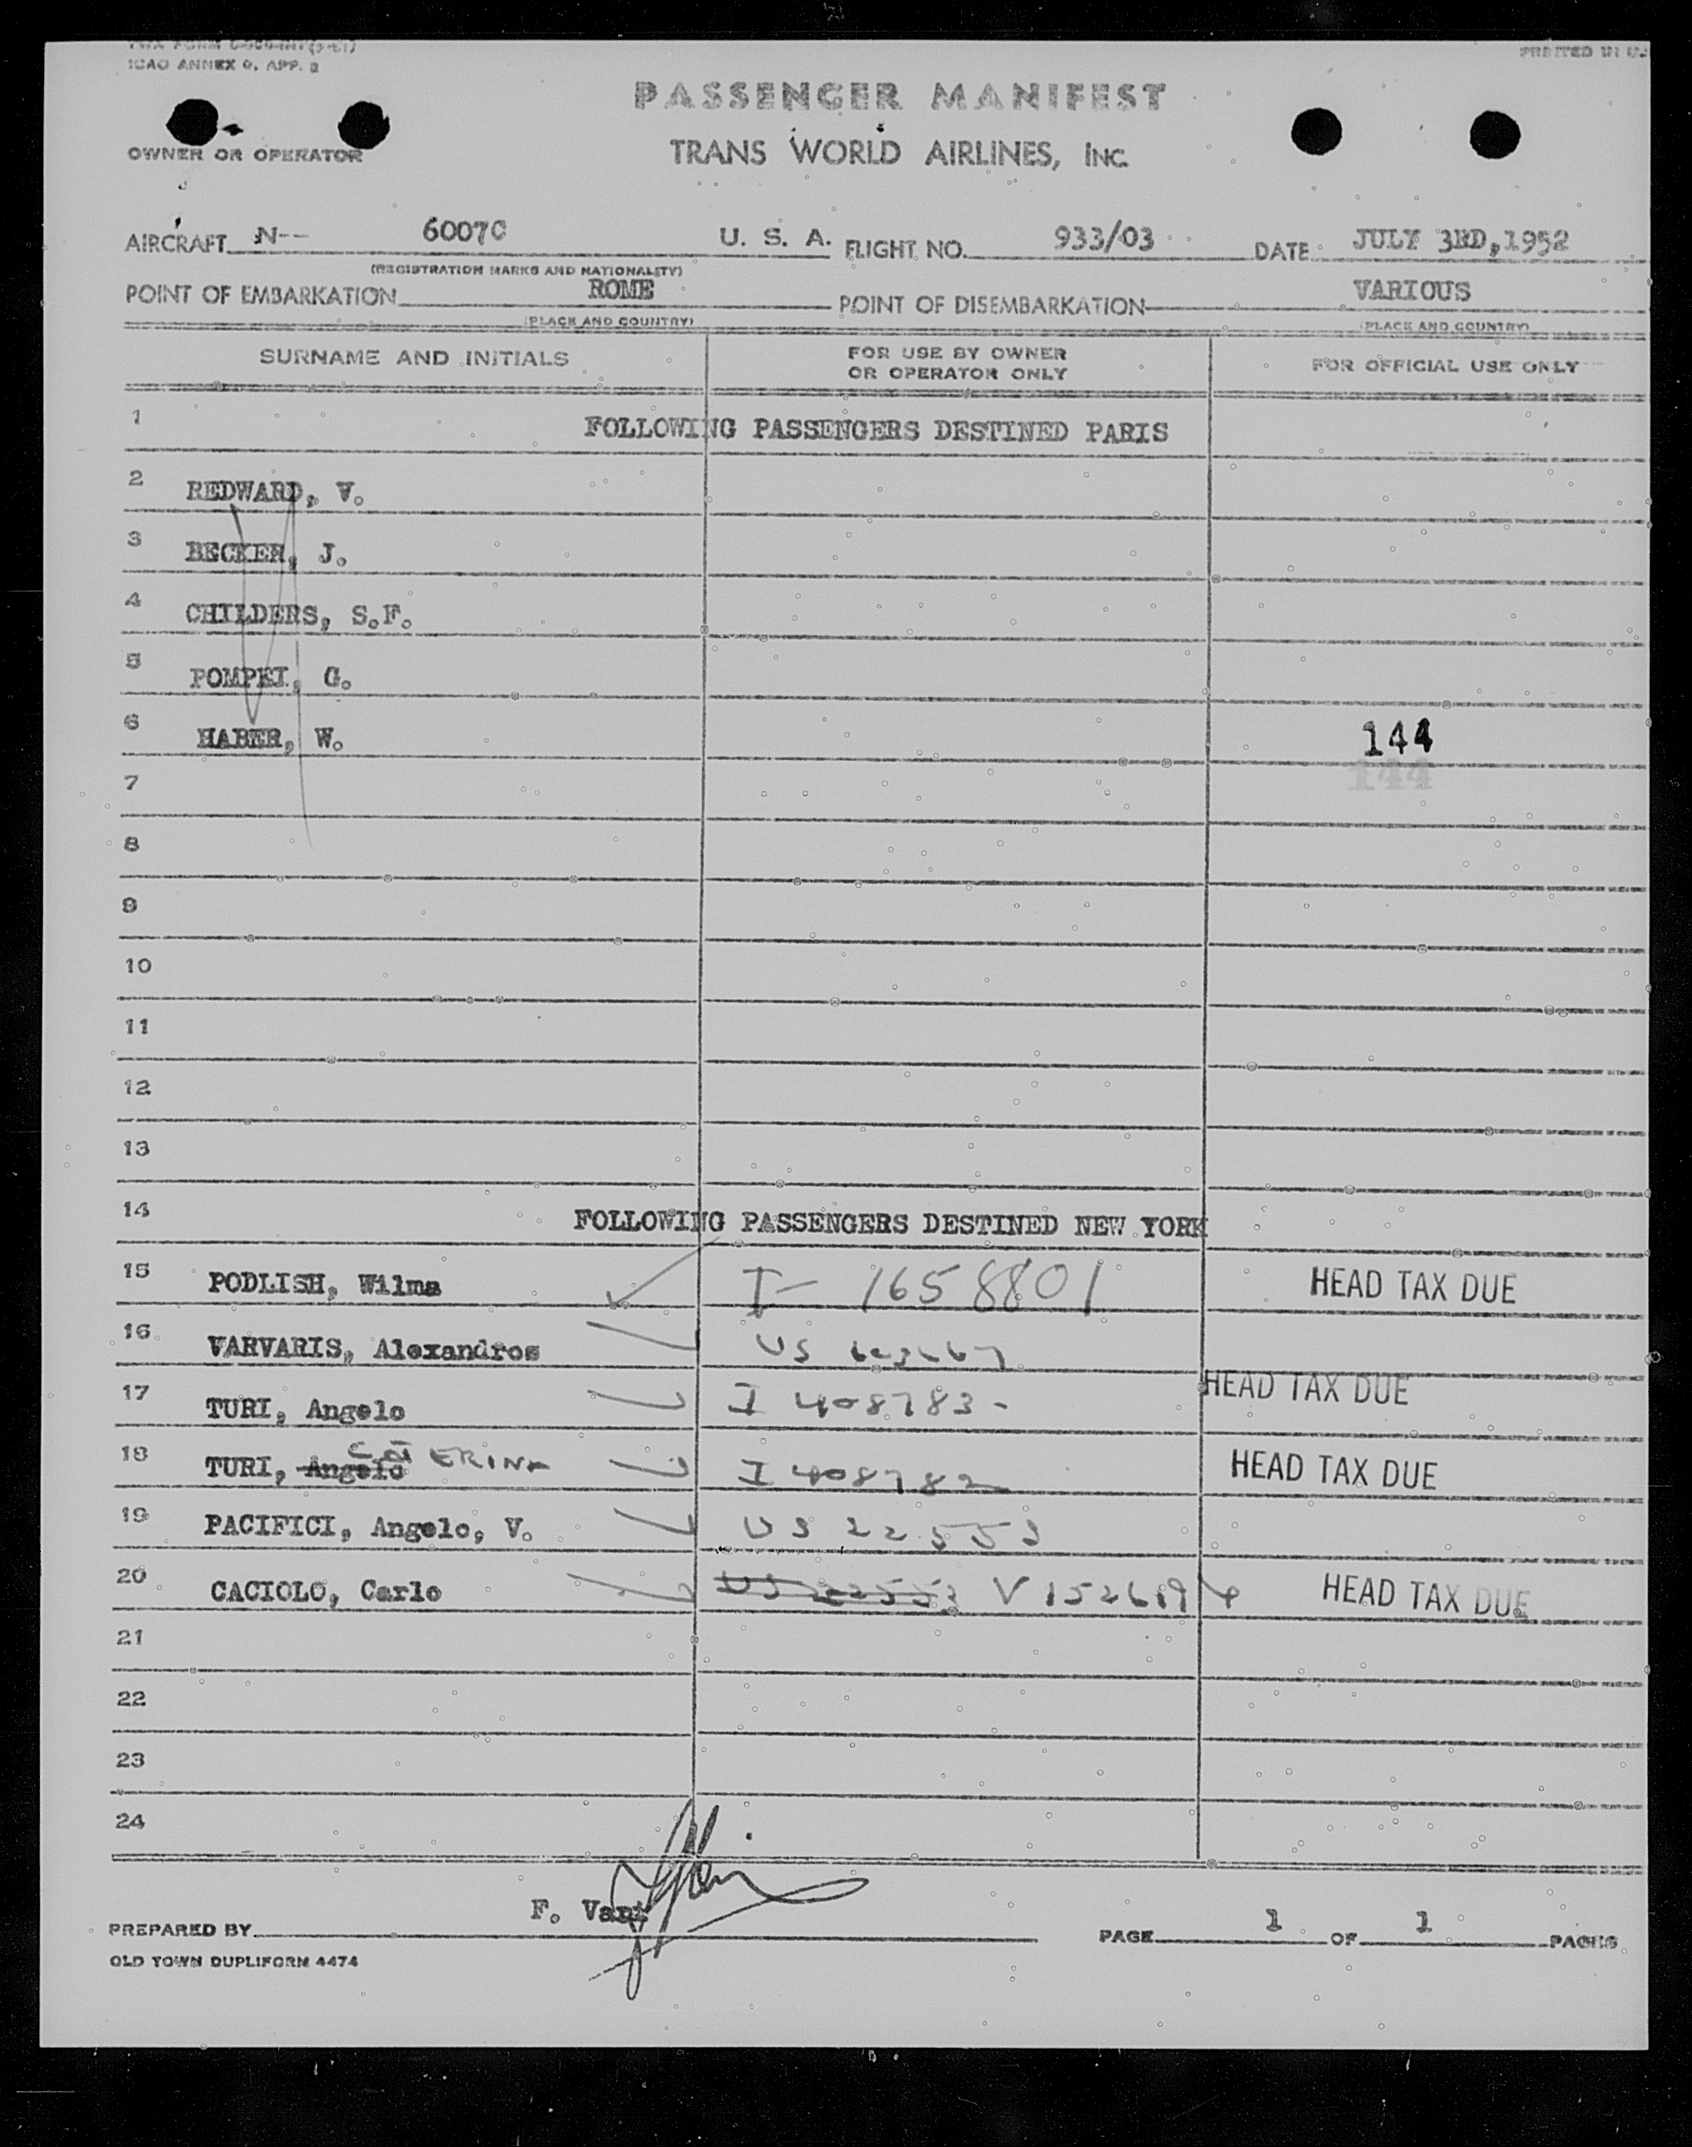 ICAO ANNEX 9, APP. 2
PRINTED IN U.
PASSENGER MANIFEST
OWNER OR OPERATOR
TRANS WORLD AIRLINES, INC.
AIRCRAFT N-- 6007C U. S. A. FLIGHT NO. 933/03 DATE JULY 3RD, 1952
(REGISTRATION MARKS AND NATIONALITY)
POINT OF EMBARKATION ROME POINT OF DISEMBARKATION VARIOUS
(PLACE AND COUNTRY) (PLACE AND COUNTRY)
SURNAME AND INITIALS FOR USE BY OWNER OR OPERATOR ONLY FOR OFFICIAL USE ONLY
1 FOLLOWING PASSENGERS DESTINED PARIS
2 REDWARD, V.
3 BECKER, J.
4 CHILDERS, S.F.
5 POMPEI, G.
6 HABER, W. 144
7 144
8
9
10
11
12
13
14 FOLLOWING PASSENGERS DESTINED NEW YORK
15 PODLISH, Wilma I- 1658801 HEAD TAX DUE
16 VARVARIS, Alexandros US
17 TURI, Angelo I 408783- HEAD TAX DUE
18 TURI, Angelo CATERINA I 408782 HEAD TAX DUE
19 PACIFICI, Angelo, V. US 22553
20 CACIOLO, Carlo US 22553 V 152619 HEAD TAX DUE
21
22
23
24
PREPARED BY F. Vani PAGE 1 OF 1 PAGES
OLD TOWN DUPLIFORM 4474